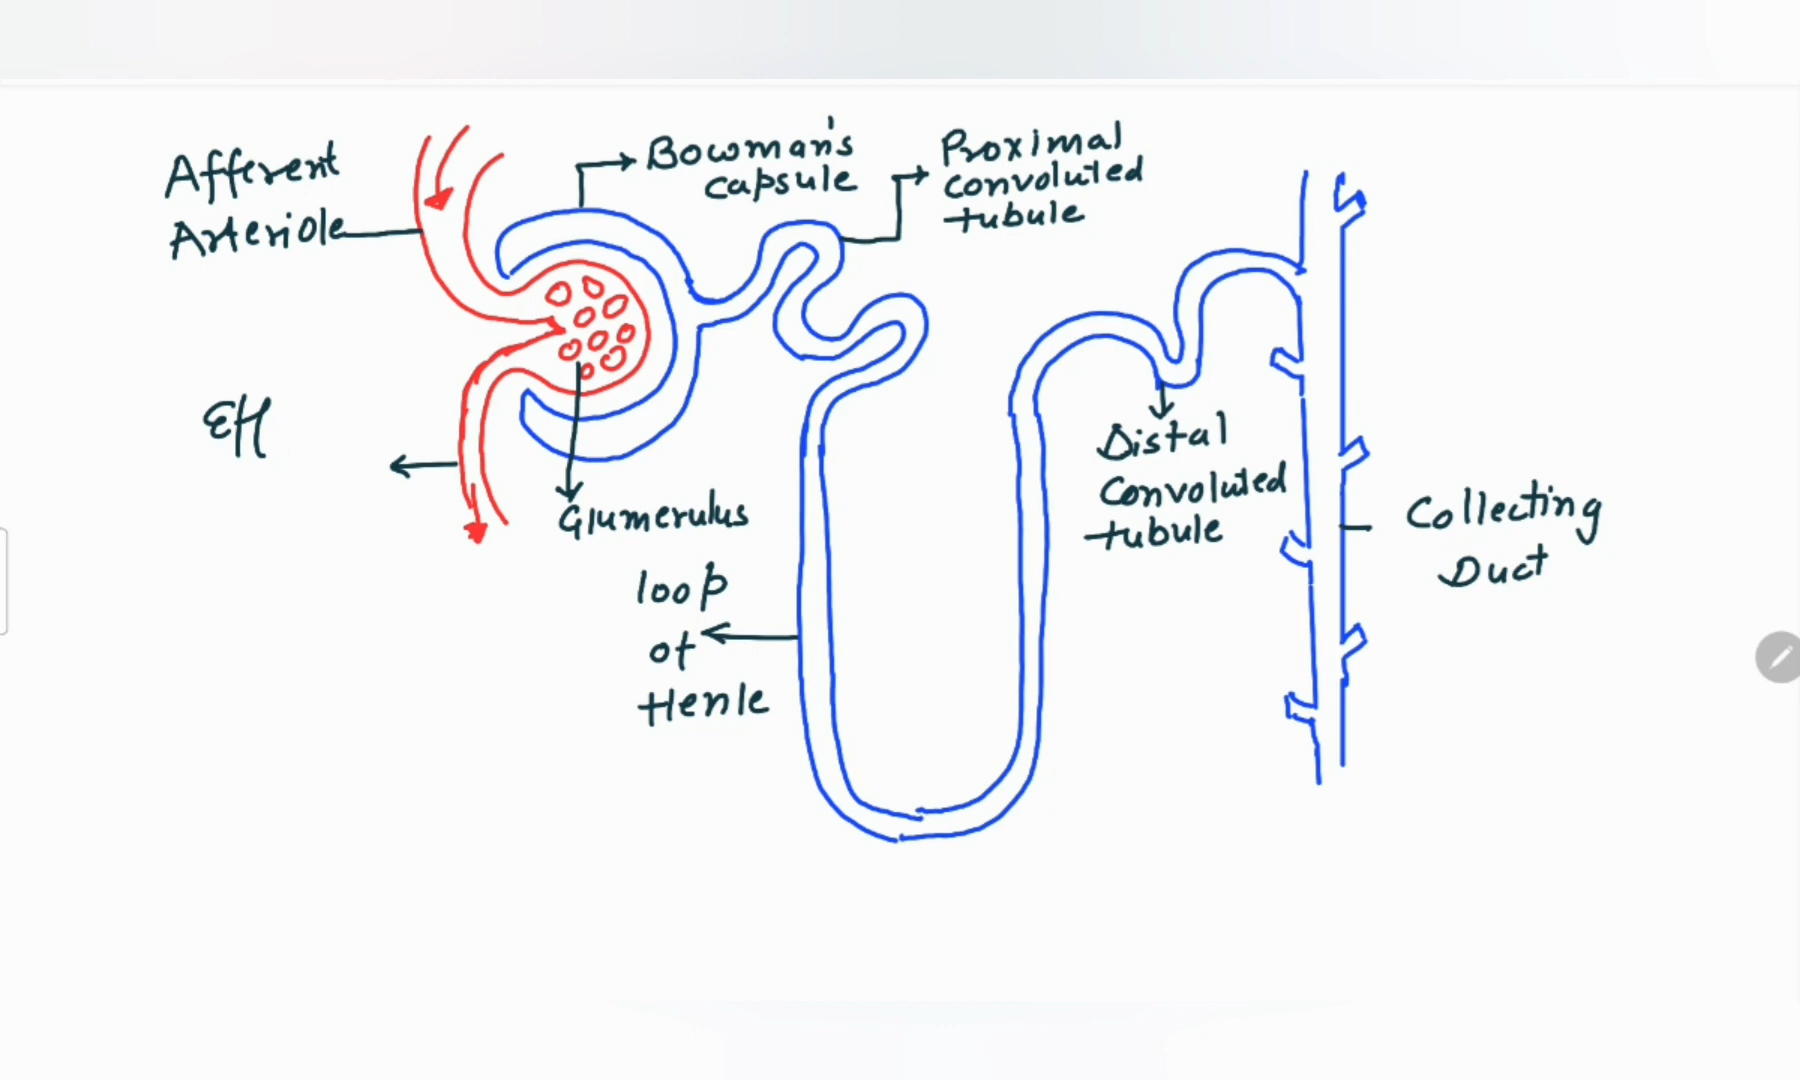 Afferent
Arteriole
Bowman's
capsule
Proximal
convoluted
tubule
Eff
Glumerulus
loop
of
Henle
Distal
Convoluted
tubule
Collecting
Duct